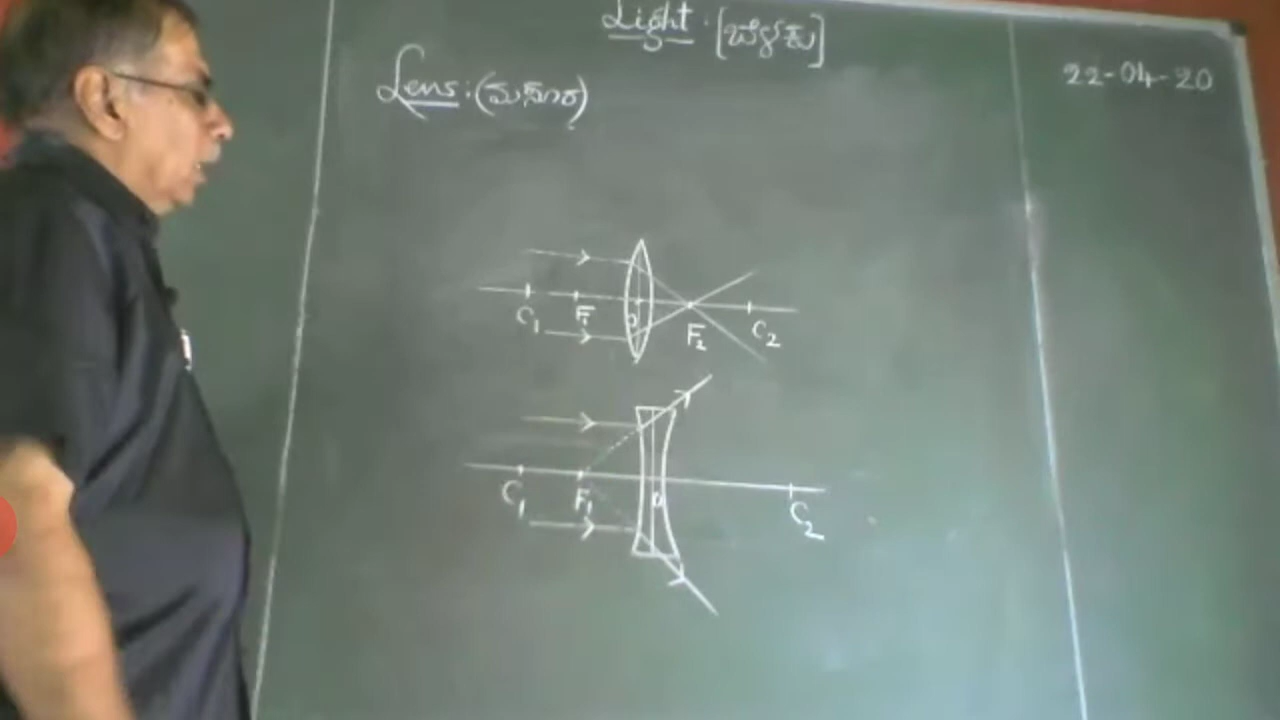 Light : [ಬೆಳಕು]
22-04-20
Lens : (ಮಸೂರ)
C₁ F₁ O F₂ C₂
C₁ F₁ O C₂